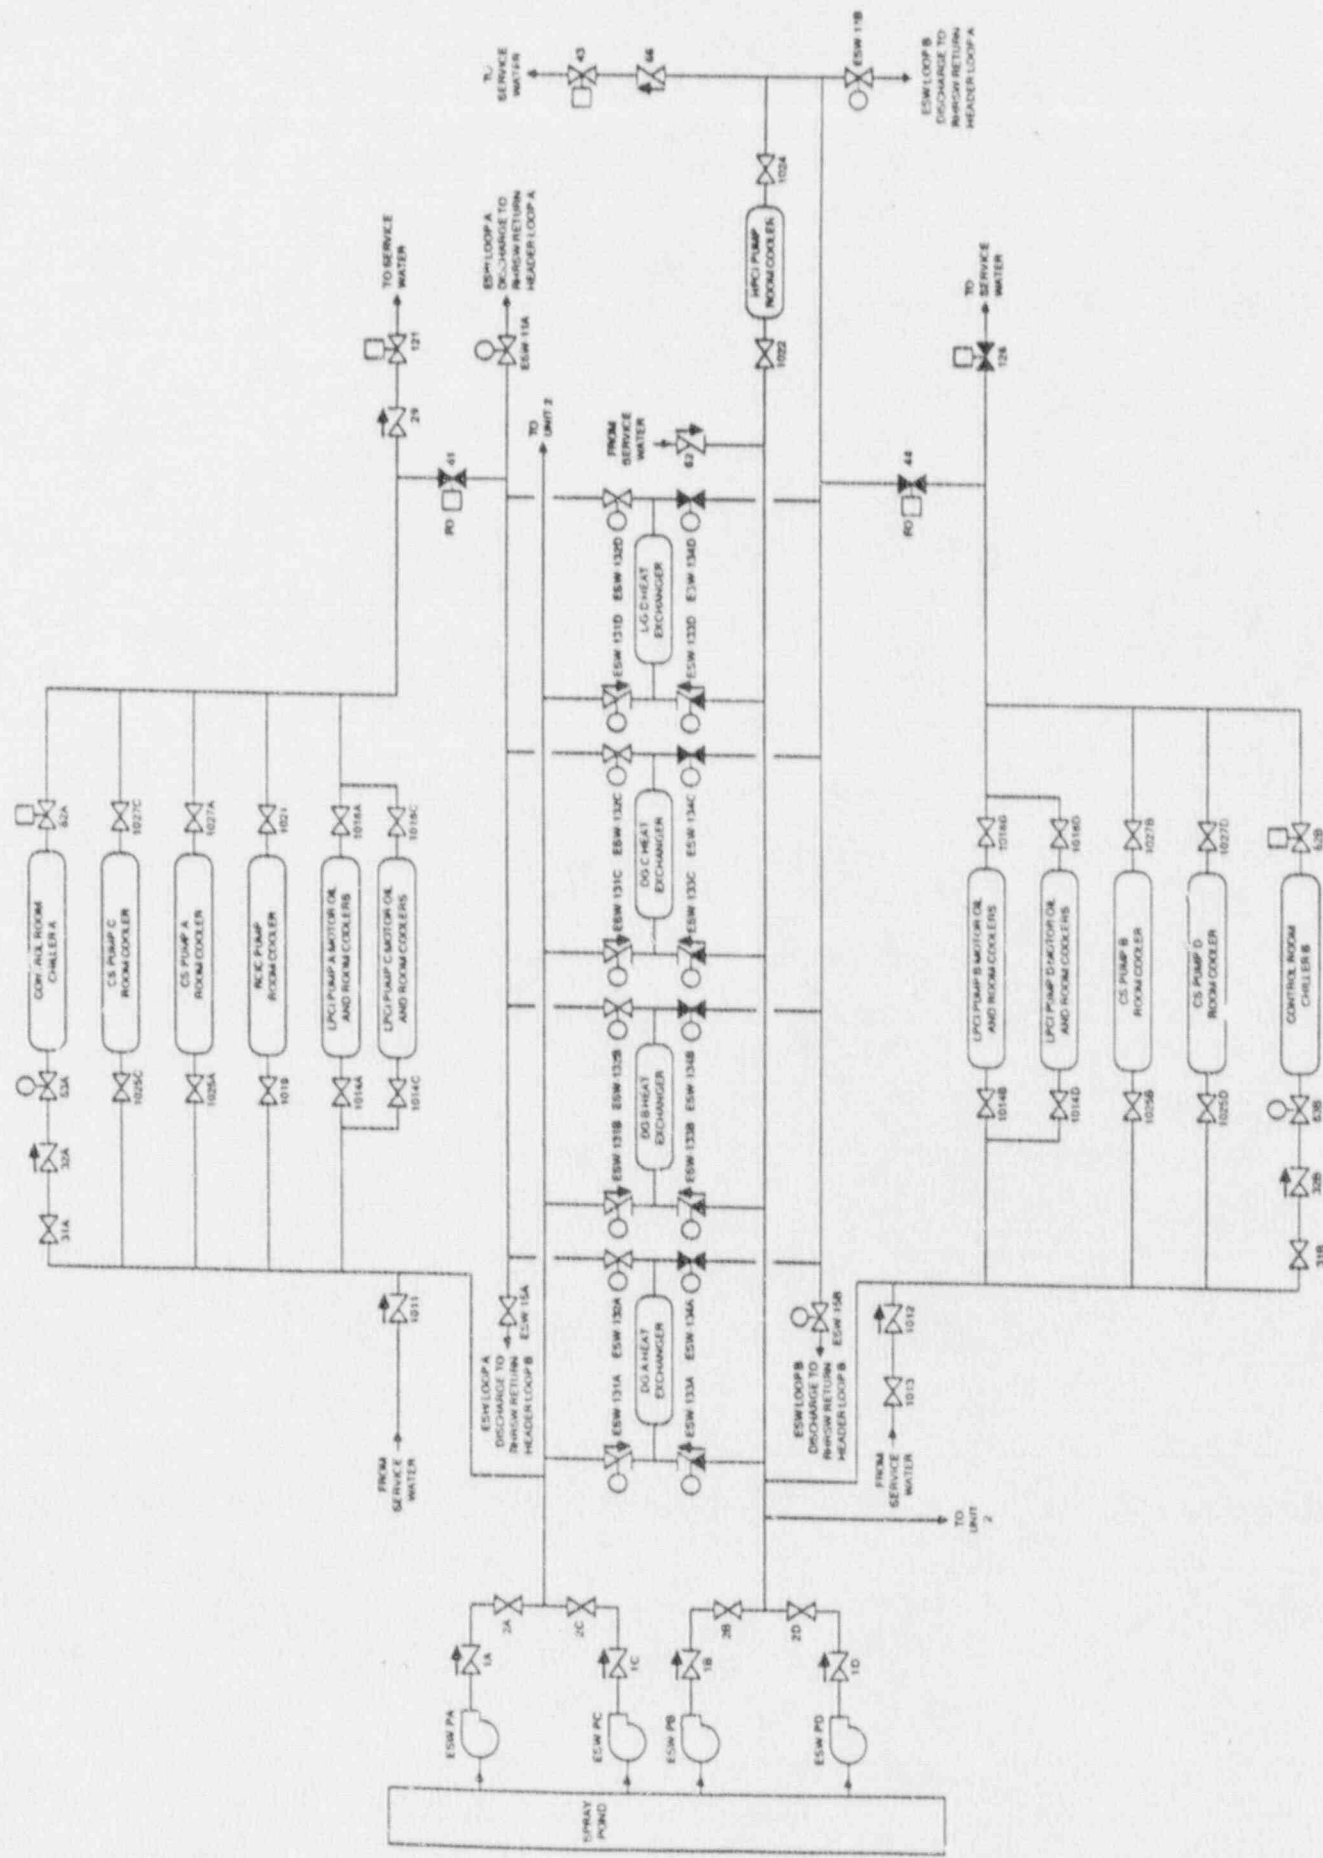 TO
SERVICE
WATER
43
66
ESW 11B
ESW LOOP B
DISCHARGE TO
RHRSW RETURN
HEADER LOOP A
1024
HPCI PUMP
ROOM COOLER
1022
TO SERVICE
WATER
121
29
41
FO
ESW LOOP A
DISCHARGE TO
RHRSW RETURN
HEADER LOOP A
ESW 11A
TO
UNIT 2
FROM
SERVICE
WATER
62
TO
SERVICE
WATER
126
44
FO
ESW 132D
ESW 134D
HEAT
EXCHANGER
ESW 131D
ESW 133D
ESW 132C
ESW 134C
DG C HEAT
EXCHANGER
ESW 131C
ESW 133C
ESW 132B
ESW 134B
DG B HEAT
EXCHANGER
ESW 131B
ESW 133B
ESW 132A
ESW 134A
DG A HEAT
EXCHANGER
ESW 131A
ESW 133A
52A
CONTROL ROOM
CHILLER A
53A
32A
31A
1027C
CS PUMP C
ROOM COOLER
1025C
1027A
CS PUMP A
ROOM COOLER
1025A
1021
RCIC PUMP
ROOM COOLER
1019
1016A
LPCI PUMP A MOTOR OIL
AND ROOM COOLERS
1014A
1016C
LPCI PUMP C MOTOR OIL
AND ROOM COOLERS
1014C
1011
FROM
SERVICE
WATER
ESW 15A
ESW LOOP A
DISCHARGE TO
RHRSW RETURN
HEADER LOOP B
ESW 15B
ESW LOOP B
DISCHARGE TO
RHRSW RETURN
HEADER LOOP B
LPCI PUMP B MOTOR OIL
AND ROOM COOLERS
1014B
1016D
LPCI PUMP D MOTOR OIL
AND ROOM COOLERS
1014D
1027B
CS PUMP B
ROOM COOLER
1025B
1027D
CS PUMP D
ROOM COOLER
1025D
52B
CONTROL ROOM
CHILLER B
53B
32B
31B
1012
1013
FROM
SERVICE
WATER
TO
UNIT
2
2A
2C
2B
2D
1A
1C
1B
1D
ESW PA
ESW PC
ESW PB
ESW PD
SPRAY
POND